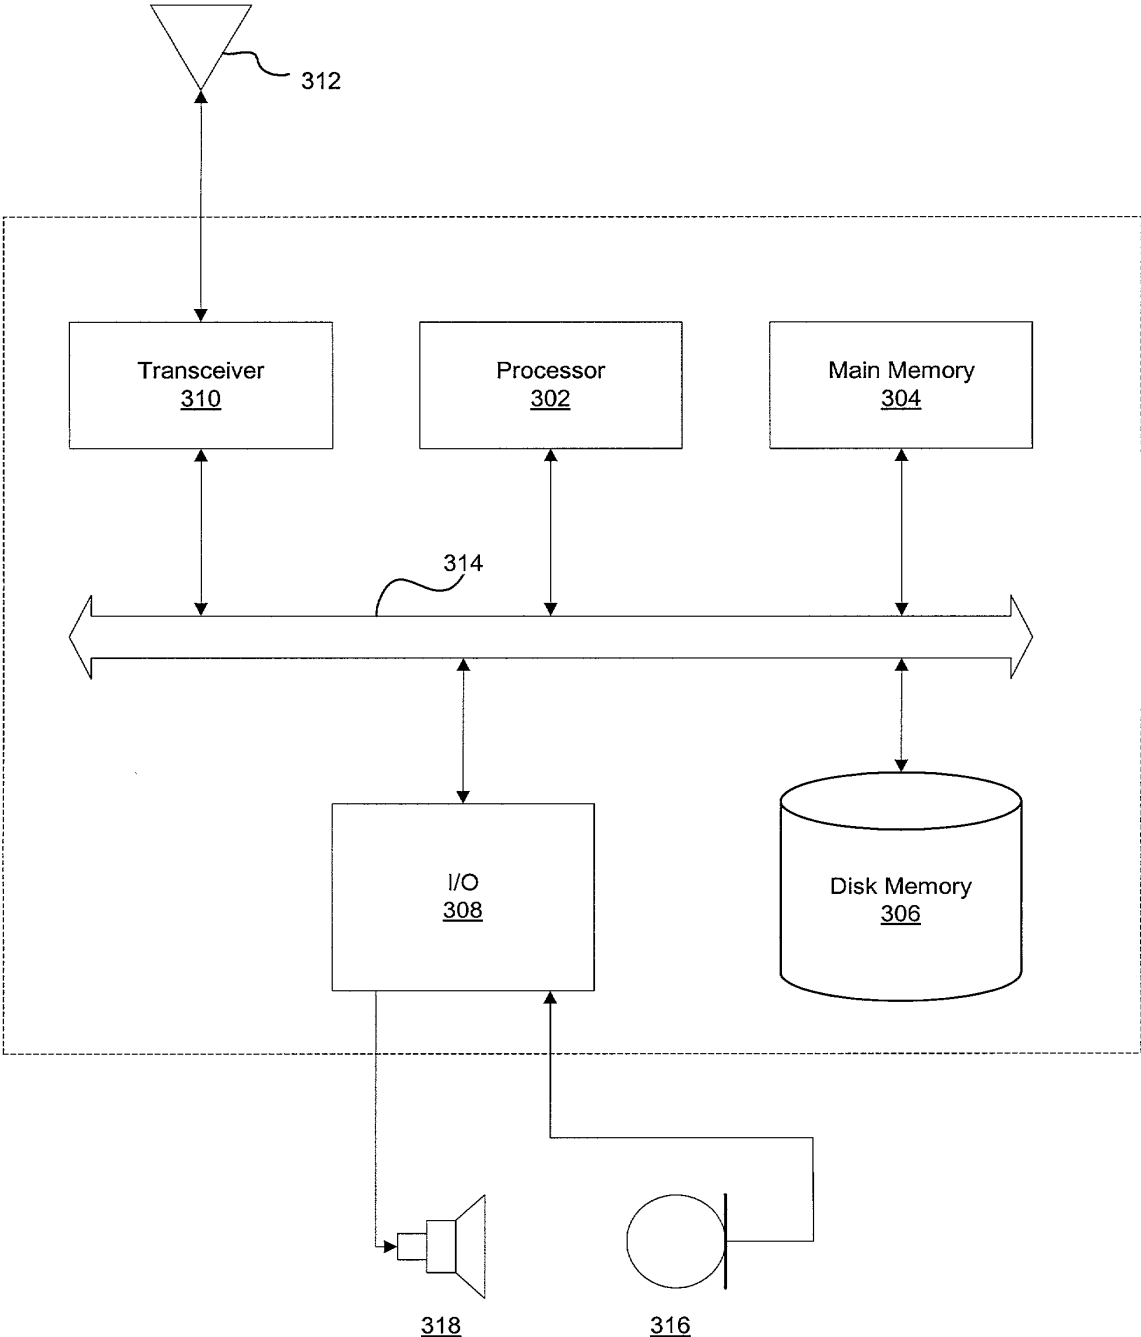 312
Transceiver
310
Processor
302
Main Memory
304
314
I/O
308
Disk Memory
306
318
316